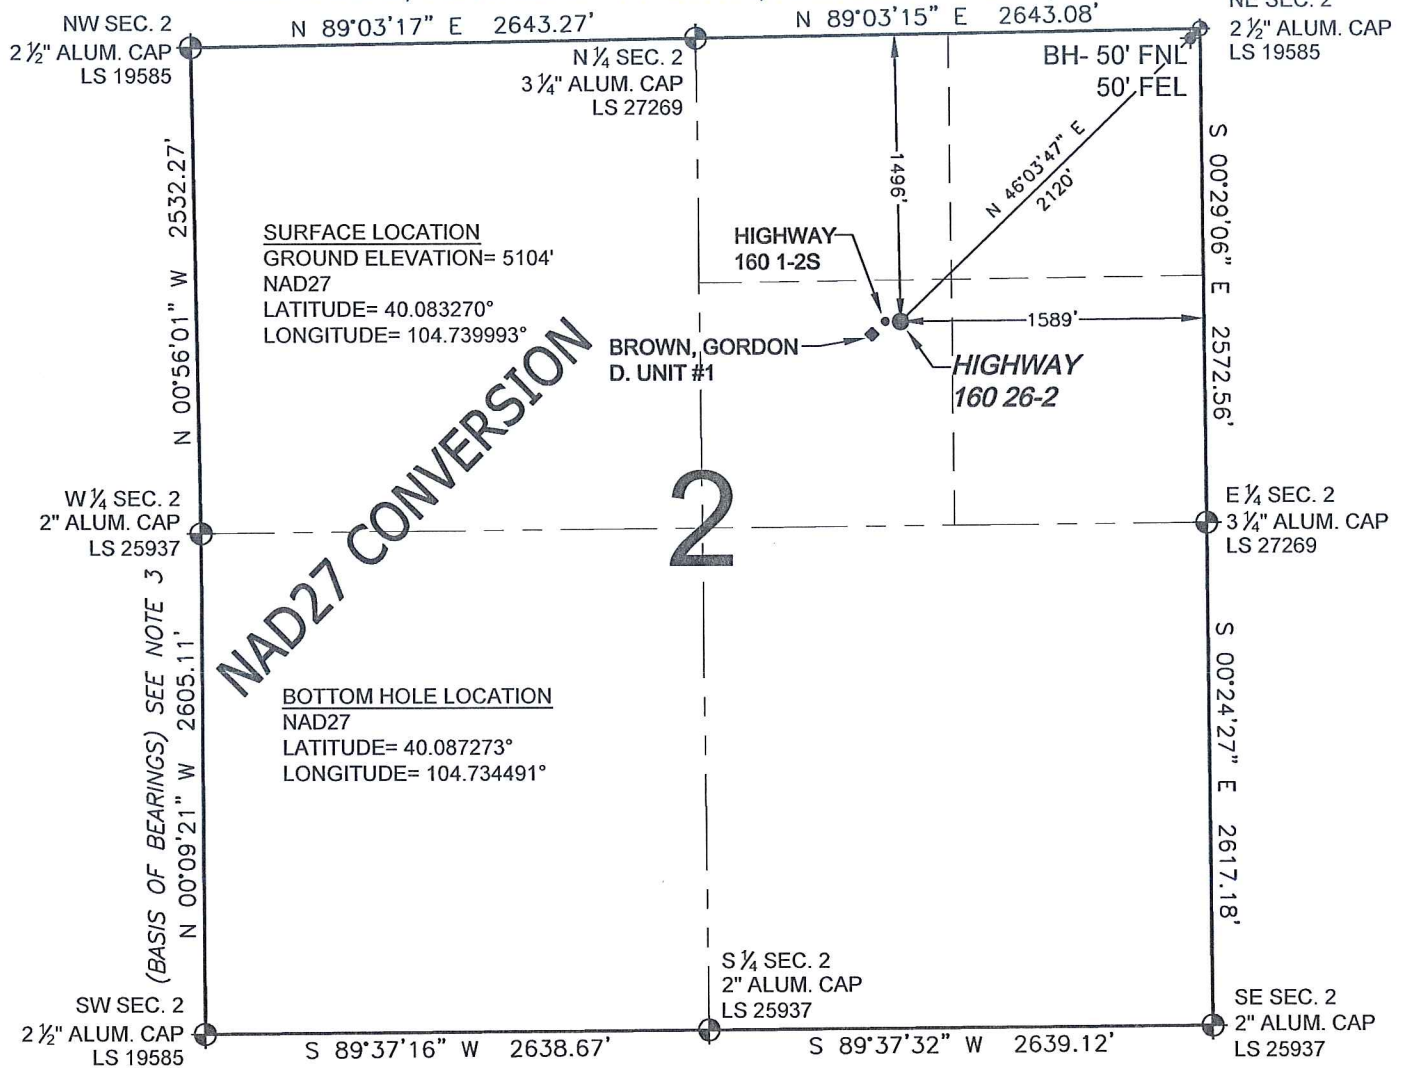 NW SEC. 2
2 ½" ALUM. CAP
LS 19585
N 89°03'17" E 2643.27'
N ¼ SEC. 2
3 ¼" ALUM. CAP
LS 27269
N 89°03'15" E 2643.08'
NE SEC. 2
2 ½" ALUM. CAP
LS 19585
BH- 50' FNL
50' FEL
N 00°56'01" W 2532.27'
SURFACE LOCATION
GROUND ELEVATION= 5104'
NAD27
LATITUDE= 40.083270°
LONGITUDE= 104.739993°
1496'
N 46°03'47" E
2120'
S 00°29'06" E 2572.56'
HIGHWAY
160 1-2S
BROWN, GORDON
D. UNIT #1
1589'
HIGHWAY
160 26-2
NAD27 CONVERSION
2
W ¼ SEC. 2
2" ALUM. CAP
LS 25937
E ¼ SEC. 2
3 ¼" ALUM. CAP
LS 27269
(BASIS OF BEARINGS) SEE NOTE 3
N 00°09'21" W 2605.11'
BOTTOM HOLE LOCATION
NAD27
LATITUDE= 40.087273°
LONGITUDE= 104.734491°
S 00°24'27" E 2617.18'
SW SEC. 2
2 ½" ALUM. CAP
LS 19585
S 89°37'16" W 2638.67'
S ¼ SEC. 2
2" ALUM. CAP
LS 25937
S 89°37'32" W 2639.12'
SE SEC. 2
2" ALUM. CAP
LS 25937